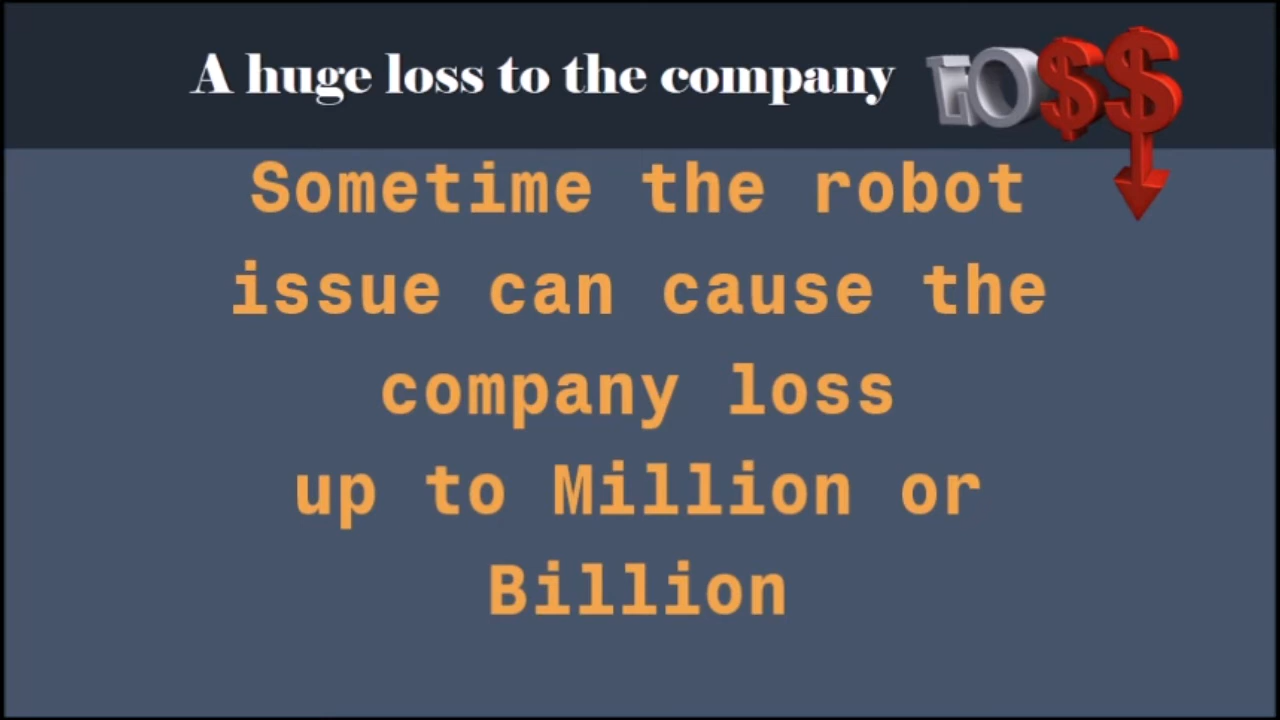 A huge loss to the company
LO$$
Sometime the robot
issue can cause the
company loss
up to Million or
Billion